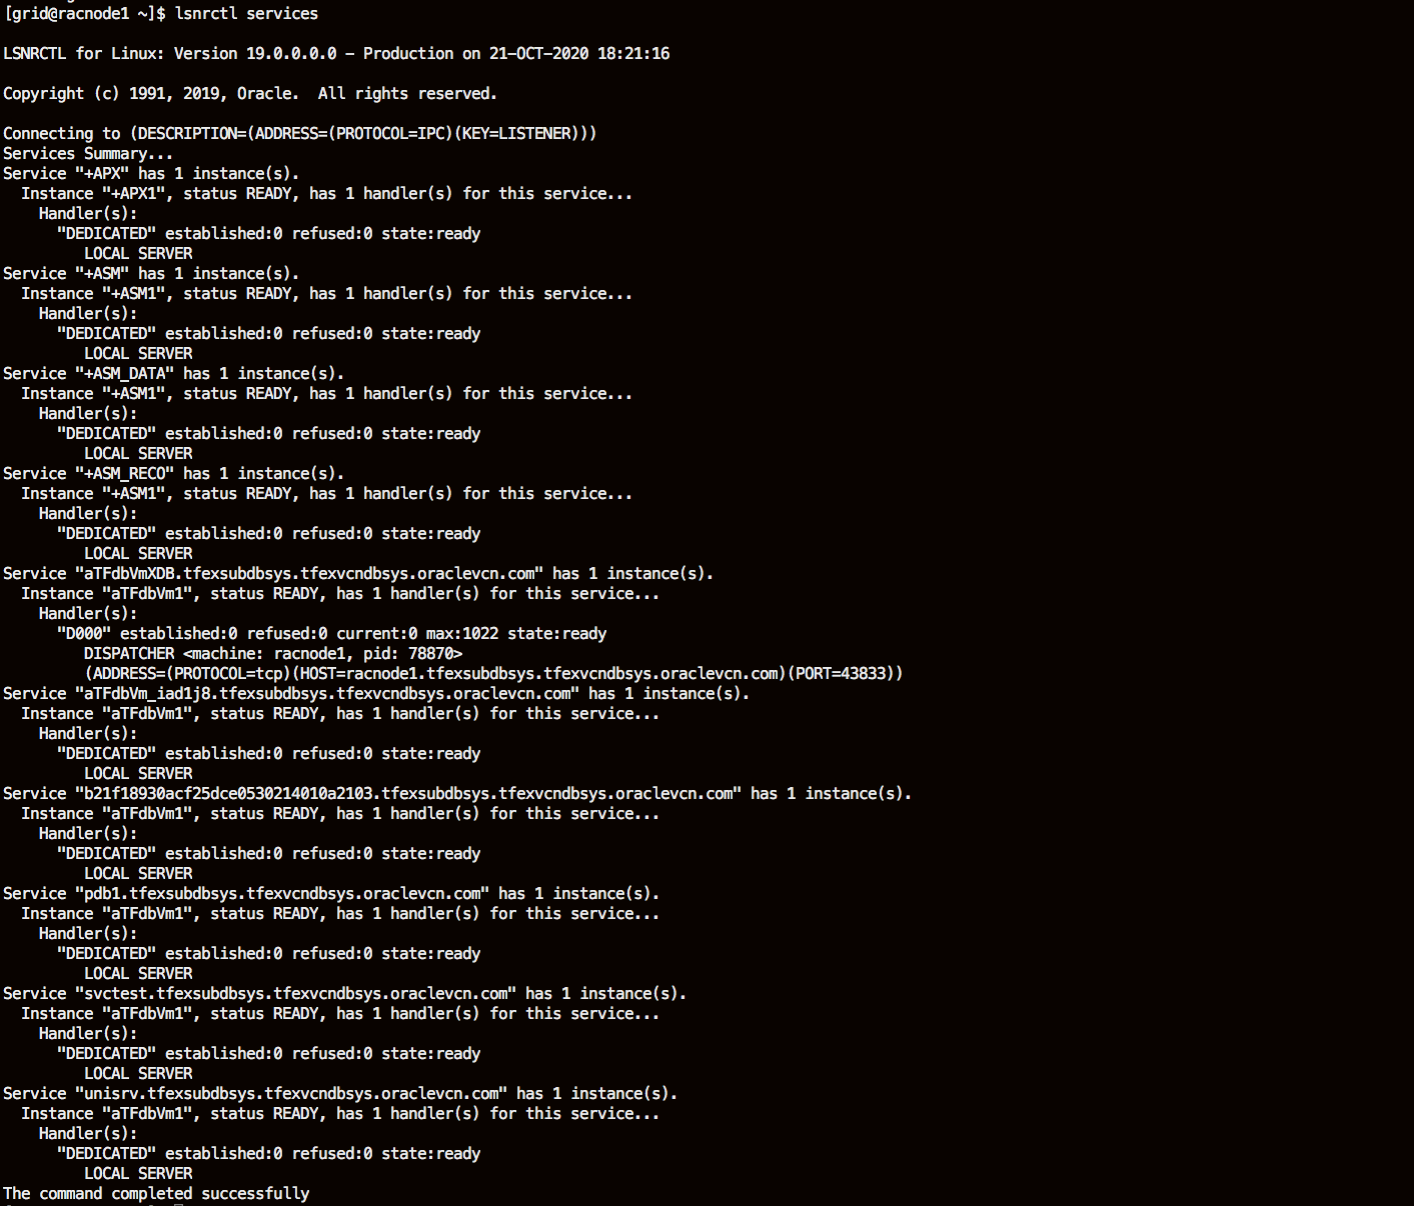 [grid@racnode1 ~]$ lsnrctl services
LSNRCTL for Linux: Version 19.0.0.0.0 - Production on 21-OCT-2020 18:21:16
Copyright (c) 1991, 2019, Oracle.  All rights reserved.
Connecting to (DESCRIPTION=(ADDRESS=(PROTOCOL=IPC)(KEY=LISTENER)))
Services Summary...
Service "+APX" has 1 instance(s).
  Instance "+APX1", status READY, has 1 handler(s) for this service...
    Handler(s):
      "DEDICATED" established:0 refused:0 state:ready
         LOCAL SERVER
Service "+ASM" has 1 instance(s).
  Instance "+ASM1", status READY, has 1 handler(s) for this service...
    Handler(s):
      "DEDICATED" established:0 refused:0 state:ready
         LOCAL SERVER
Service "+ASM_DATA" has 1 instance(s).
  Instance "+ASM1", status READY, has 1 handler(s) for this service...
    Handler(s):
      "DEDICATED" established:0 refused:0 state:ready
         LOCAL SERVER
Service "+ASM_RECO" has 1 instance(s).
  Instance "+ASM1", status READY, has 1 handler(s) for this service...
    Handler(s):
      "DEDICATED" established:0 refused:0 state:ready
         LOCAL SERVER
Service "aTFdbVmXDB.tfexsubdbsys.tfexvcndbsys.oraclevcn.com" has 1 instance(s).
  Instance "aTFdbVm1", status READY, has 1 handler(s) for this service...
    Handler(s):
      "D000" established:0 refused:0 current:0 max:1022 state:ready
         DISPATCHER <machine: racnode1, pid: 78870>
         (ADDRESS=(PROTOCOL=tcp)(HOST=racnode1.tfexsubdbsys.tfexvcndbsys.oraclevcn.com)(PORT=43833))
Service "aTFdbVm_iad1j8.tfexsubdbsys.tfexvcndbsys.oraclevcn.com" has 1 instance(s).
  Instance "aTFdbVm1", status READY, has 1 handler(s) for this service...
    Handler(s):
      "DEDICATED" established:0 refused:0 state:ready
         LOCAL SERVER
Service "b21f18930acf25dce0530214010a2103.tfexsubdbsys.tfexvcndbsys.oraclevcn.com" has 1 instance(s).
  Instance "aTFdbVm1", status READY, has 1 handler(s) for this service...
    Handler(s):
      "DEDICATED" established:0 refused:0 state:ready
         LOCAL SERVER
Service "pdb1.tfexsubdbsys.tfexvcndbsys.oraclevcn.com" has 1 instance(s).
  Instance "aTFdbVm1", status READY, has 1 handler(s) for this service...
    Handler(s):
      "DEDICATED" established:0 refused:0 state:ready
         LOCAL SERVER
Service "svctest.tfexsubdbsys.tfexvcndbsys.oraclevcn.com" has 1 instance(s).
  Instance "aTFdbVm1", status READY, has 1 handler(s) for this service...
    Handler(s):
      "DEDICATED" established:0 refused:0 state:ready
         LOCAL SERVER
Service "unisrv.tfexsubdbsys.tfexvcndbsys.oraclevcn.com" has 1 instance(s).
  Instance "aTFdbVm1", status READY, has 1 handler(s) for this service...
    Handler(s):
      "DEDICATED" established:0 refused:0 state:ready
         LOCAL SERVER
The command completed successfully